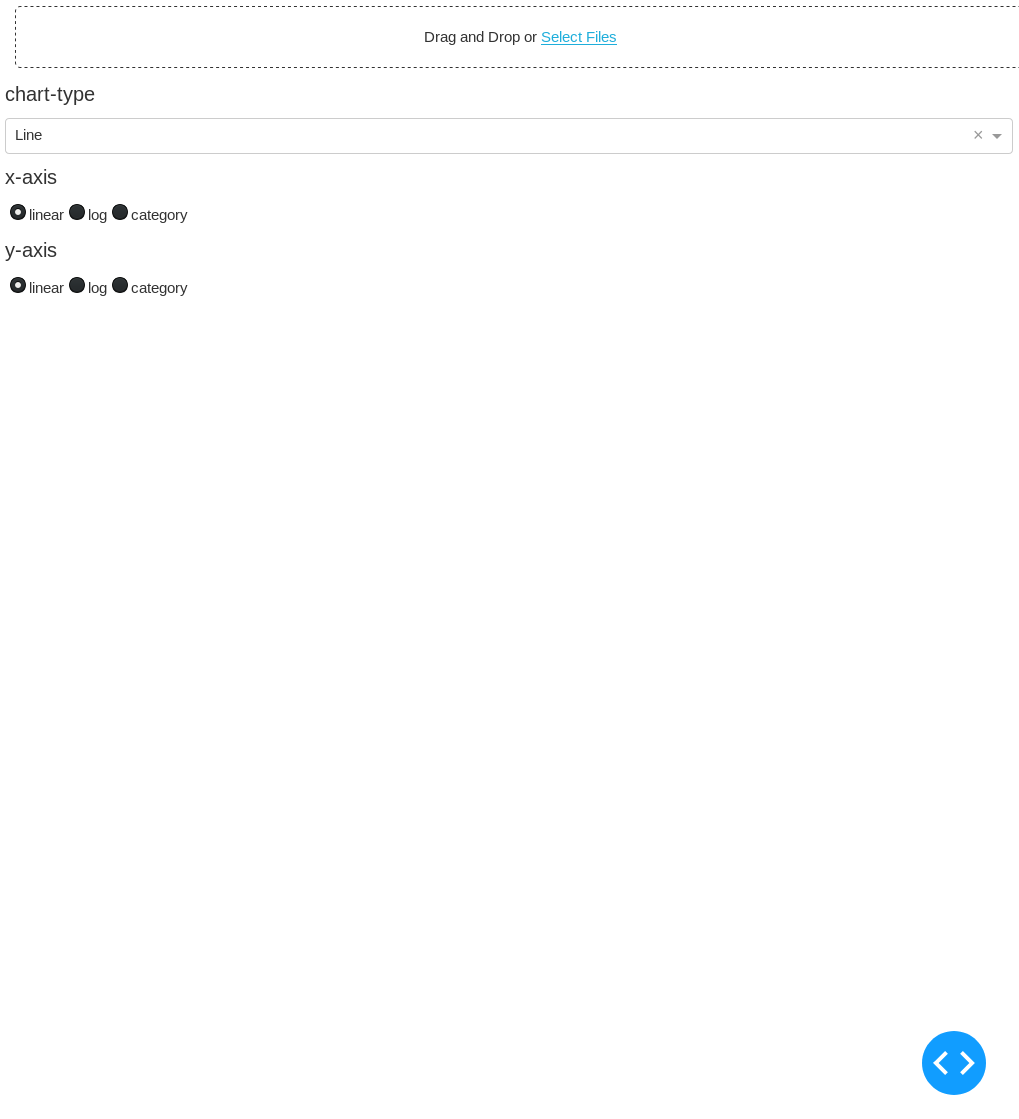 Drag and Drop or Select Files
chart-type
Line
x-axis
linear log category
y-axis
linear log category